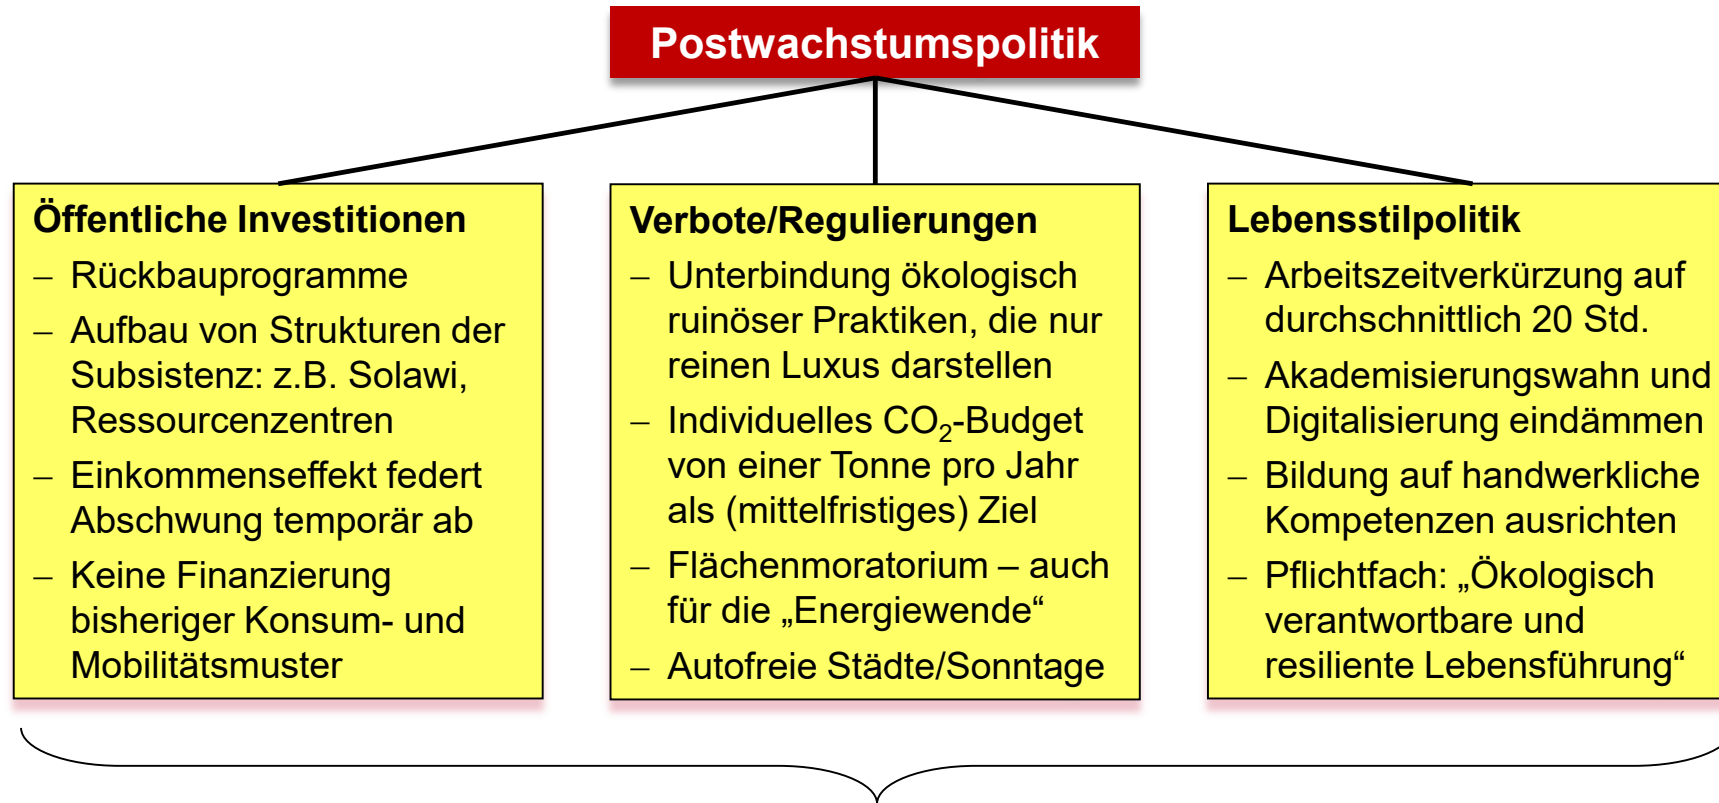 Postwachstumspolitik
Öffentliche Investitionen
– Rückbauprogramme
– Aufbau von Strukturen der
Subsistenz: z.B. Solawi,
Ressourcenzentren
– Einkommenseffekt federt
Abschwung temporär ab
– Keine Finanzierung
bisheriger Konsum- und
Mobilitätsmuster
Verbote/Regulierungen
– Unterbindung ökologisch
ruinöser Praktiken, die nur
reinen Luxus darstellen
– Individuelles CO₂-Budget
von einer Tonne pro Jahr
als (mittelfristiges) Ziel
– Flächenmoratorium – auch
für die „Energiewende“
– Autofreie Städte/Sonntage
Lebensstilpolitik
– Arbeitszeitverkürzung auf
durchschnittlich 20 Std.
– Akademisierungswahn und
Digitalisierung eindämmen
– Bildung auf handwerkliche
Kompetenzen ausrichten
– Pflichtfach: „Ökologisch
verantwortbare und
resiliente Lebensführung“